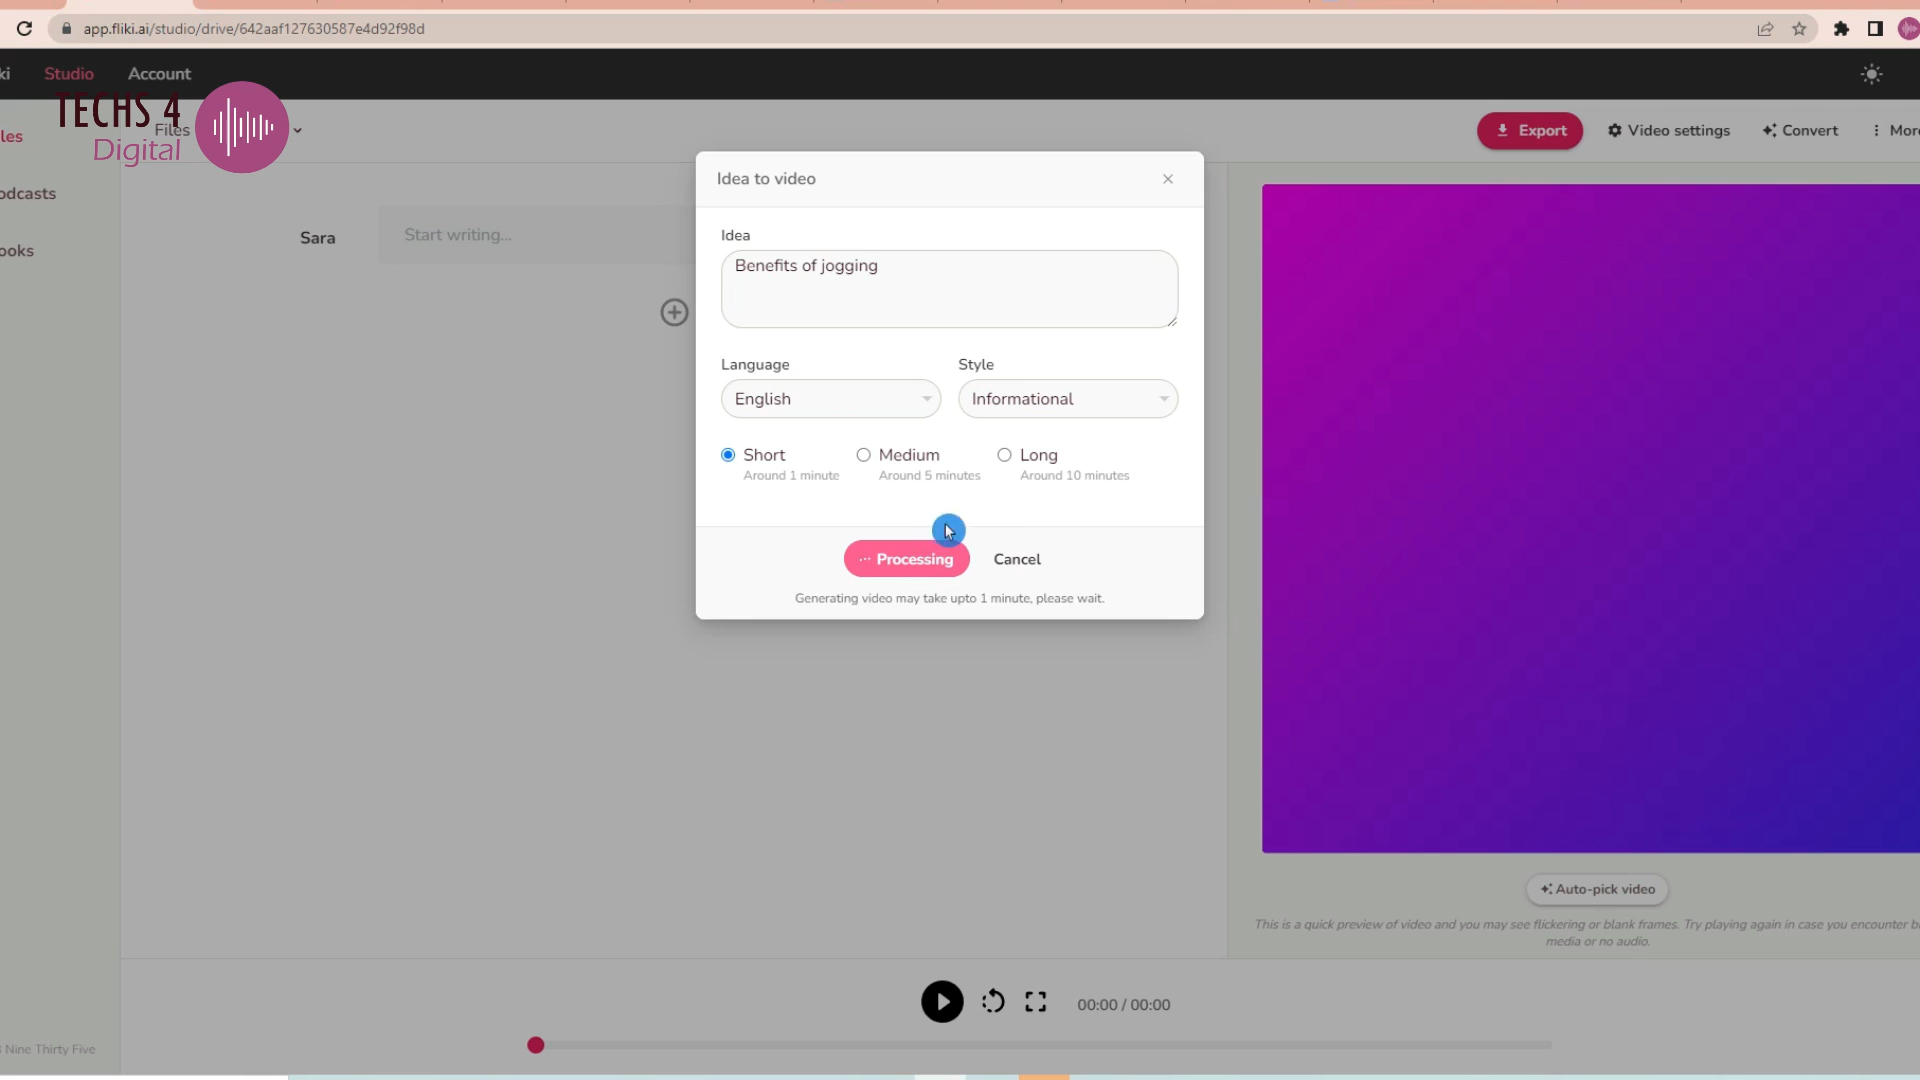 app.fliki.ai/studio/drive/642aaf127630587e4d92f98d
ki Studio Account
TECHS 4
Digital
Files
les
Export Video settings Convert More
Idea to video
odcasts
Sara Start writing...
Idea
Benefits of jogging
ooks
Language Style
English Informational
Short Medium Long
Around 1 minute Around 5 minutes Around 10 minutes
Processing Cancel
Generating video may take upto 1 minute, please wait.
Auto-pick video
This is a quick preview of video and you may see flickering or blank frames. Try playing again in case you encounter b
media or no audio.
00:00 / 00:00
Nine Thirty Five